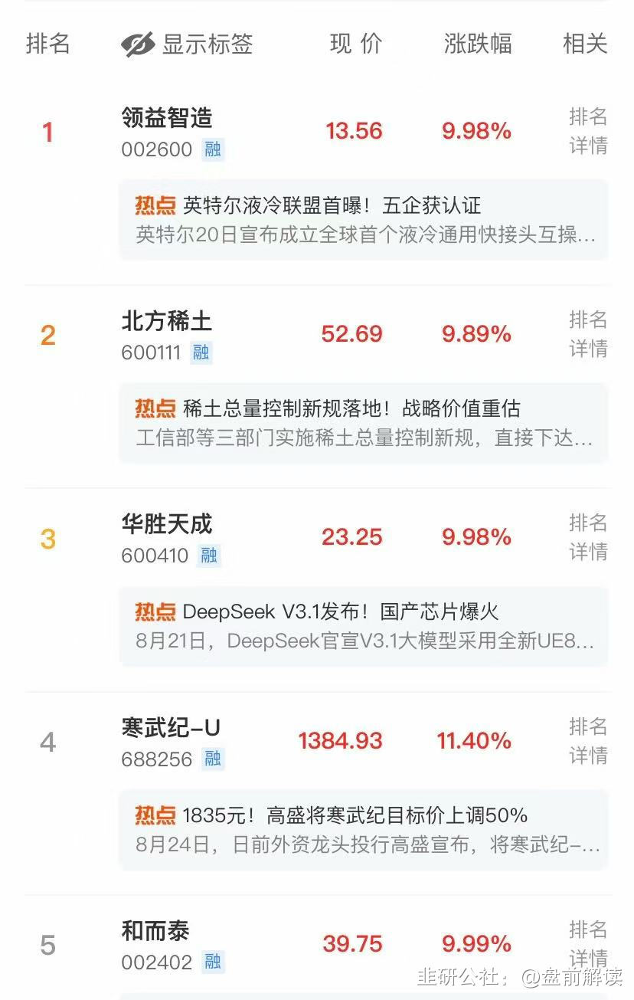 排名 显示标签 现价 涨跌幅 相关
1 领益智造 13.56 9.98% 排名
002600 融 详情
热点 英特尔液冷联盟首曝！五企获认证
英特尔20日宣布成立全球首个液冷通用快接头互操...
2 北方稀土 52.69 9.89% 排名
600111 融 详情
热点 稀土总量控制新规落地！战略价值重估
工信部等三部门实施稀土总量控制新规，直接下达...
3 华胜天成 23.25 9.98% 排名
600410 融 详情
热点 DeepSeek V3.1发布！国产芯片爆火
8月21日，DeepSeek官宣V3.1大模型采用全新UE8...
4 寒武纪-U 1384.93 11.40% 排名
688256 融 详情
热点 1835元！高盛将寒武纪目标价上调50%
8月24日，日前外资龙头投行高盛宣布，将寒武纪-...
5 和而泰 39.75 9.99% 排名
002402 融 详情
韭研公社：@盘前解读